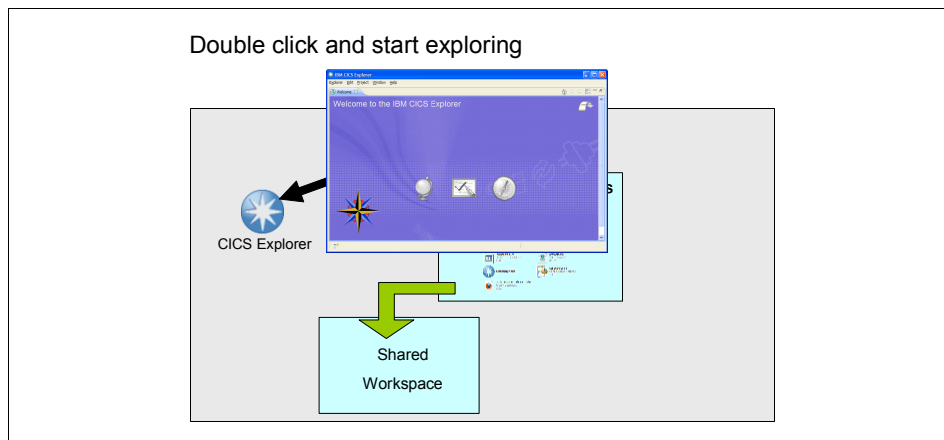 Double click and start exploring
IBM CICS Explorer
Explorer Edit Project Window Help
Welcome
Welcome to the IBM CICS Explorer
S
CICS Explorer
Shared
Workspace